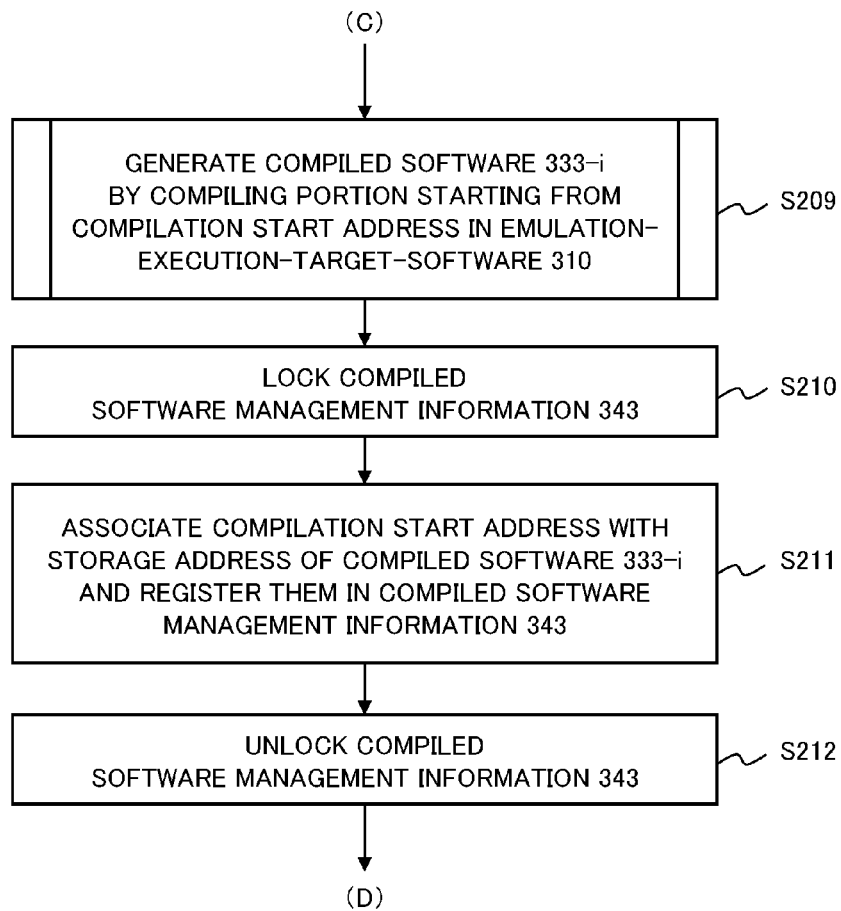 (C)
GENERATE COMPILED SOFTWARE 333-i
BY COMPILING PORTION STARTING FROM
COMPILATION START ADDRESS IN EMULATION-
EXECUTION-TARGET-SOFTWARE 310
S209
LOCK COMPILED
SOFTWARE MANAGEMENT INFORMATION 343
S210
ASSOCIATE COMPILATION START ADDRESS WITH
STORAGE ADDRESS OF COMPILED SOFTWARE 333-i
AND REGISTER THEM IN COMPILED SOFTWARE
MANAGEMENT INFORMATION 343
S211
UNLOCK COMPILED
SOFTWARE MANAGEMENT INFORMATION 343
S212
(D)